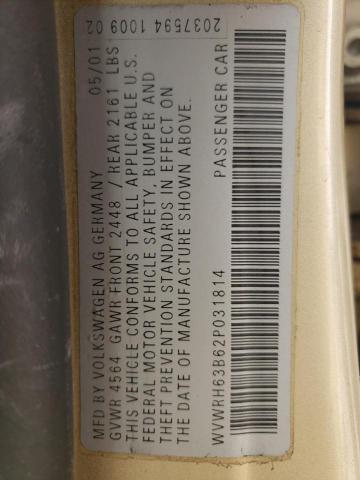 MFD BY VOLKSWAGEN AG GERMANY 05/01
GVWR 4564 GAWR FRONT 2448 / REAR 2161 LBS
THIS VEHICLE CONFORMS TO ALL APPLICABLE U.S.
FEDERAL MOTOR VEHICLE SAFETY, BUMPER AND
THEFT PREVENTION STANDARDS IN EFFECT ON
THE DATE OF MANUFACTURE SHOWN ABOVE.
WVWRH63B62P031814 PASSENGER CAR
2037594 1009 02